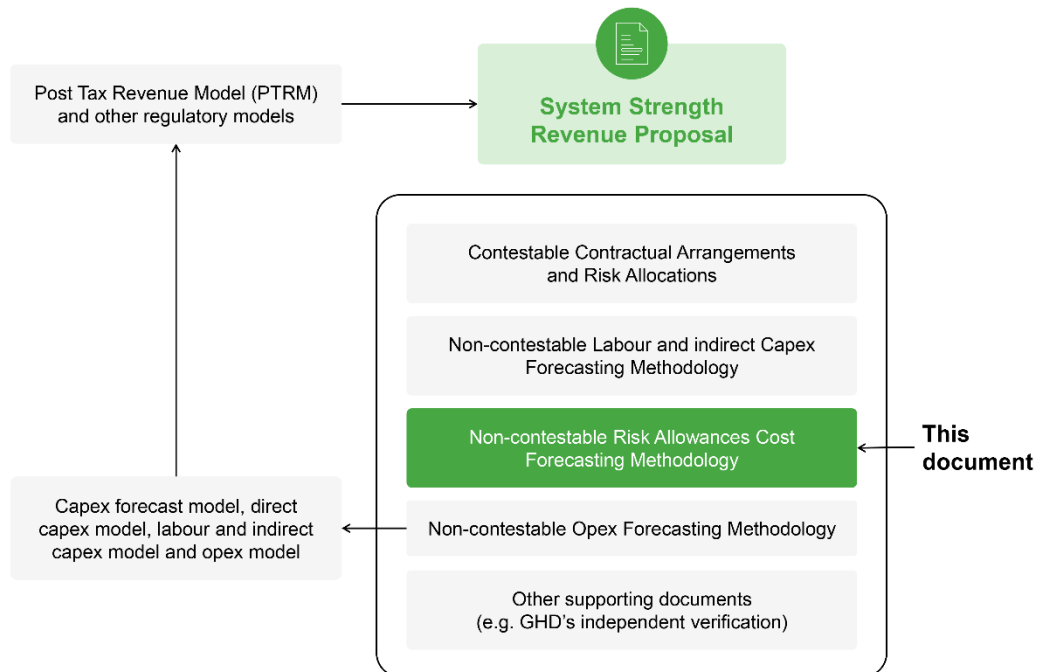 Post Tax Revenue Model (PTRM)
and other regulatory models
System Strength
Revenue Proposal
Contestable Contractual Arrangements
and Risk Allocations
Non-contestable Labour and indirect Capex
Forecasting Methodology
Non-contestable Risk Allowances Cost
Forecasting Methodology
This
document
Capex forecast model, direct
capex model, labour and indirect
capex model and opex model
Non-contestable Opex Forecasting Methodology
Other supporting documents
(e.g. GHD's independent verification)